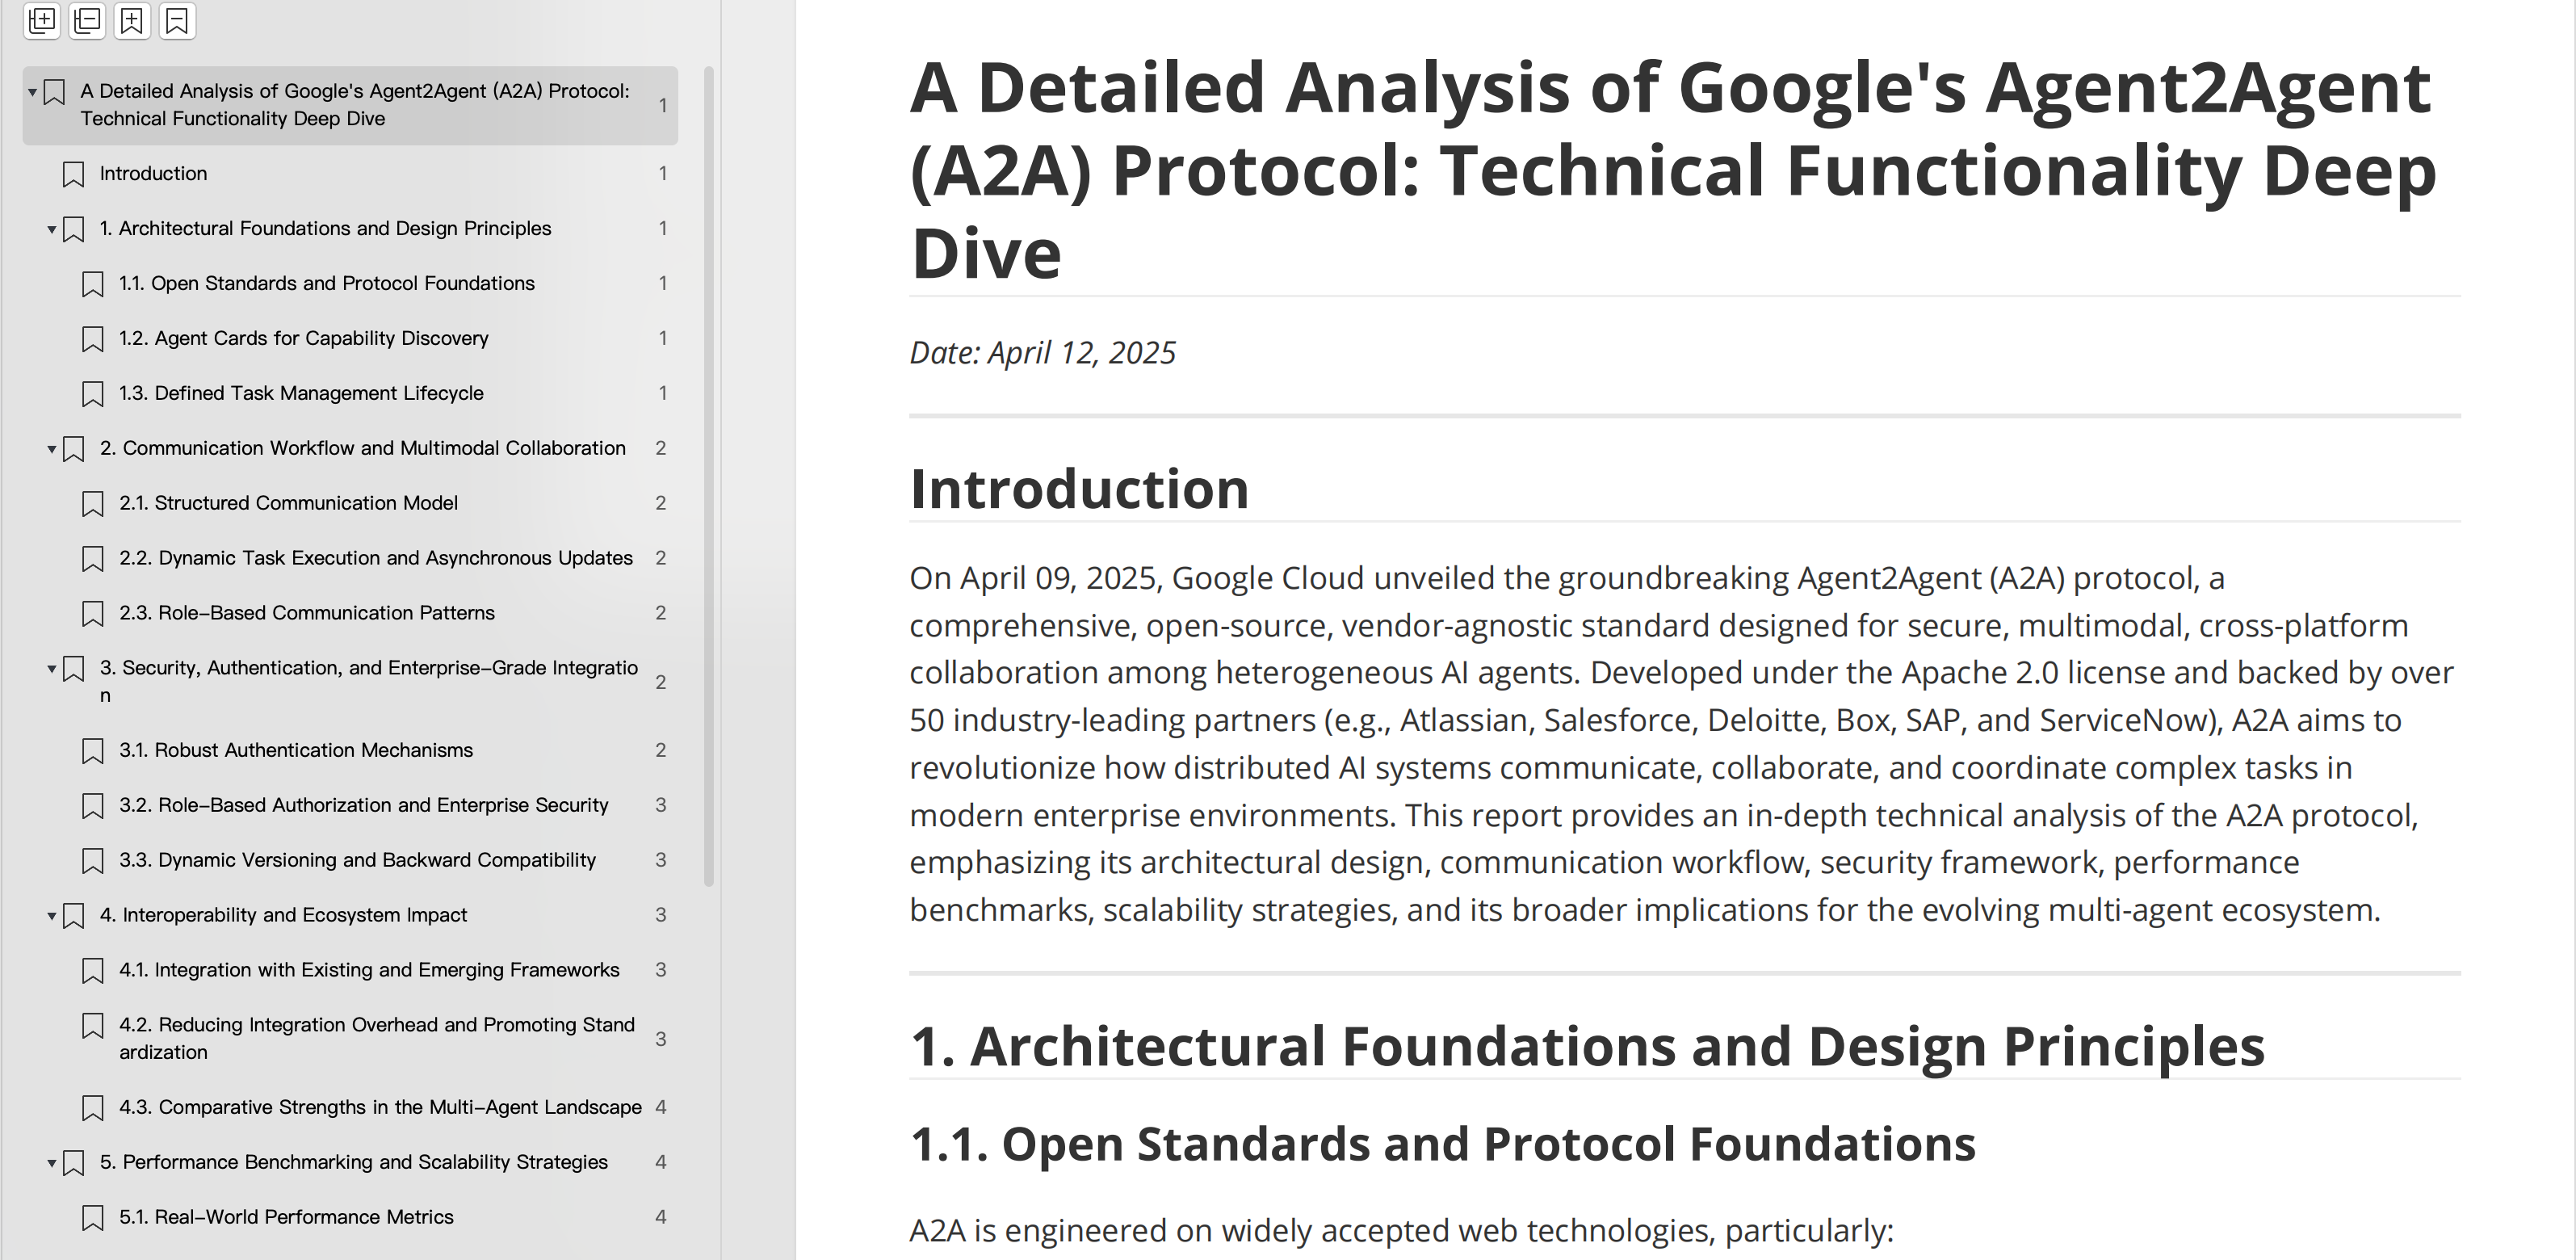 A Detailed Analysis of Google's Agent2Agent (A2A) Protocol:
Technical Functionality Deep Dive
1
Introduction 1
1. Architectural Foundations and Design Principles 1
1.1. Open Standards and Protocol Foundations 1
1.2. Agent Cards for Capability Discovery 1
1.3. Defined Task Management Lifecycle 1
2. Communication Workflow and Multimodal Collaboration 2
2.1. Structured Communication Model 2
2.2. Dynamic Task Execution and Asynchronous Updates 2
2.3. Role-Based Communication Patterns 2
3. Security, Authentication, and Enterprise-Grade Integratio
n
2
3.1. Robust Authentication Mechanisms 2
3.2. Role-Based Authorization and Enterprise Security 3
3.3. Dynamic Versioning and Backward Compatibility 3
4. Interoperability and Ecosystem Impact 3
4.1. Integration with Existing and Emerging Frameworks 3
4.2. Reducing Integration Overhead and Promoting Stand
ardization
3
4.3. Comparative Strengths in the Multi-Agent Landscape 4
5. Performance Benchmarking and Scalability Strategies 4
5.1. Real-World Performance Metrics 4
A Detailed Analysis of Google's Agent2Agent
(A2A) Protocol: Technical Functionality Deep
Dive
Date: April 12, 2025
Introduction
On April 09, 2025, Google Cloud unveiled the groundbreaking Agent2Agent (A2A) protocol, a
comprehensive, open-source, vendor-agnostic standard designed for secure, multimodal, cross-platform
collaboration among heterogeneous AI agents. Developed under the Apache 2.0 license and backed by over
50 industry-leading partners (e.g., Atlassian, Salesforce, Deloitte, Box, SAP, and ServiceNow), A2A aims to
revolutionize how distributed AI systems communicate, collaborate, and coordinate complex tasks in
modern enterprise environments. This report provides an in-depth technical analysis of the A2A protocol,
emphasizing its architectural design, communication workflow, security framework, performance
benchmarks, scalability strategies, and its broader implications for the evolving multi-agent ecosystem.
1. Architectural Foundations and Design Principles
1.1. Open Standards and Protocol Foundations
A2A is engineered on widely accepted web technologies, particularly: